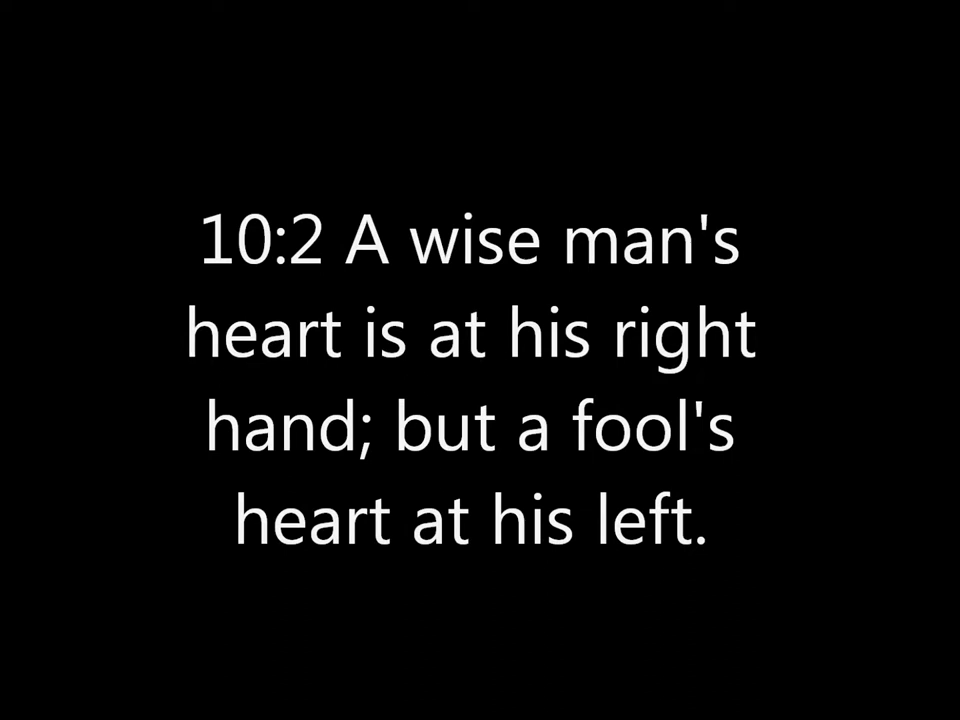 10:2 A wise man's
heart is at his right
hand; but a fool's
heart at his left.